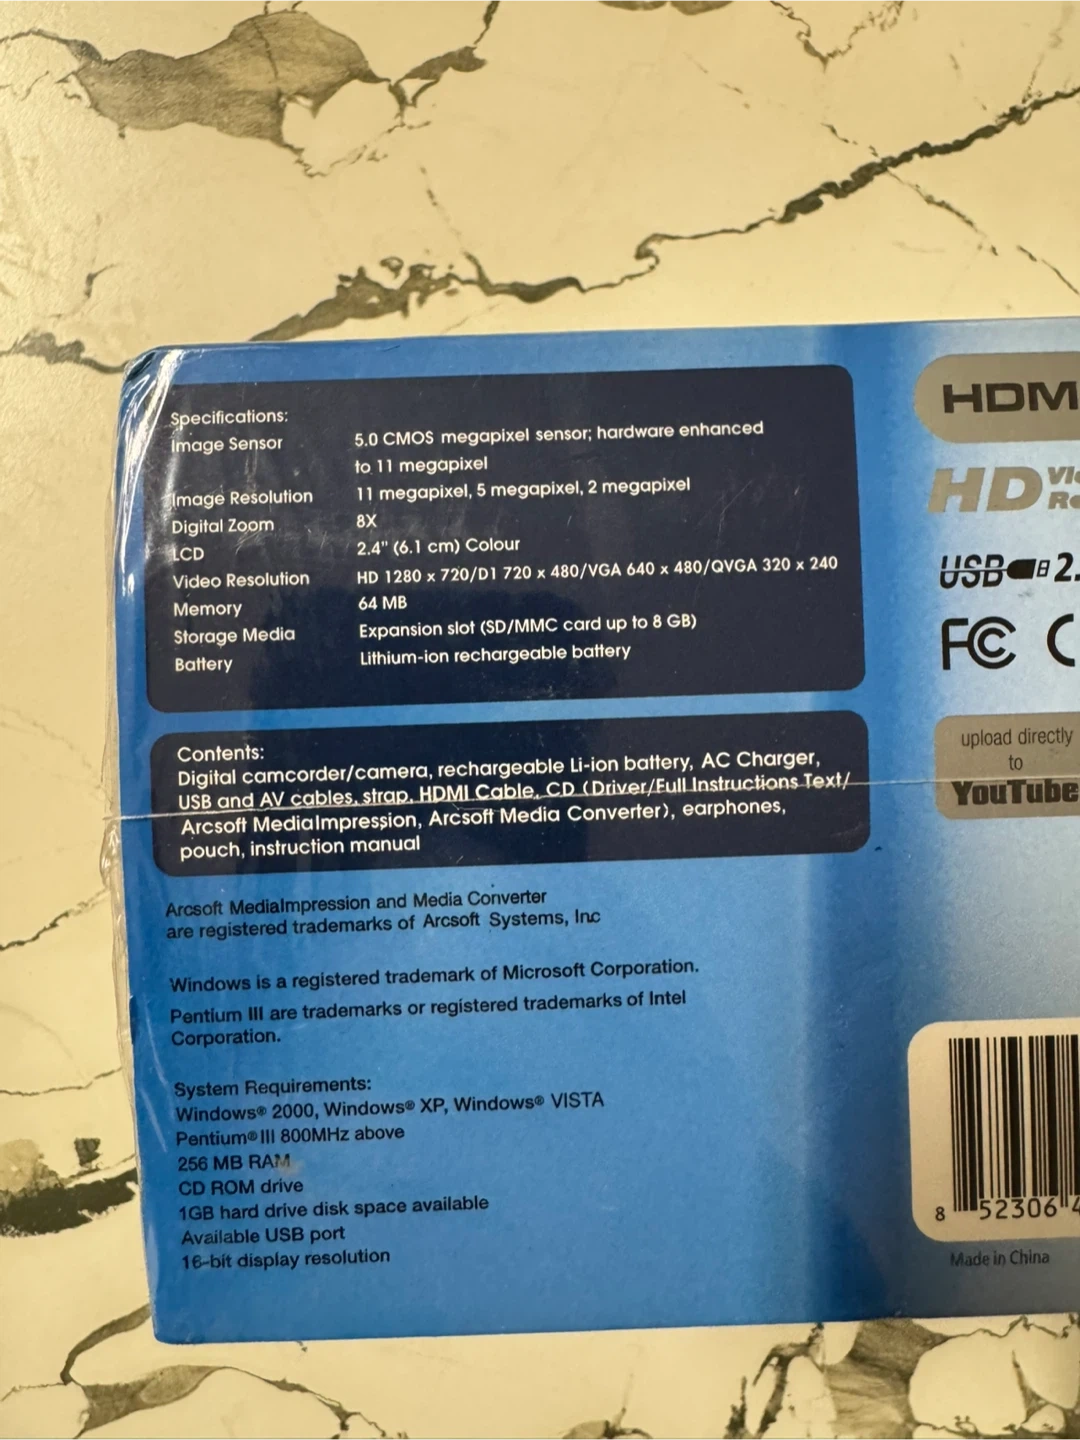 Specifications:
Image Sensor 5.0 CMOS megapixel sensor; hardware enhanced
to 11 megapixel
Image Resolution 11 megapixel, 5 megapixel, 2 megapixel
Digital Zoom 8X
LCD 2.4" (6.1 cm) Colour
Video Resolution HD 1280 x 720/D1 720 x 480/VGA 640 x 480/QVGA 320 x 240
Memory 64 MB
Storage Media Expansion slot (SD/MMC card up to 8 GB)
Battery Lithium-ion rechargeable battery
Contents:
Digital camcorder/camera, rechargeable Li-ion battery, AC Charger,
USB and AV cables, strap, HDMI Cable, CD (Driver/Full Instructions Text/
Arcsoft MediaImpression, Arcsoft Media Converter), earphones,
pouch, instruction manual
Arcsoft MediaImpression and Media Converter
are registered trademarks of Arcsoft Systems, Inc
Windows is a registered trademark of Microsoft Corporation.
Pentium III are trademarks or registered trademarks of Intel
Corporation.
System Requirements:
Windows® 2000, Windows® XP, Windows® VISTA
Pentium® III 800MHz above
256 MB RAM
CD ROM drive
1GB hard drive disk space available
Available USB port
16-bit display resolution
HDM
HD
USB 2.
FC
upload directly
to
YouTube
8 52306
Made in China